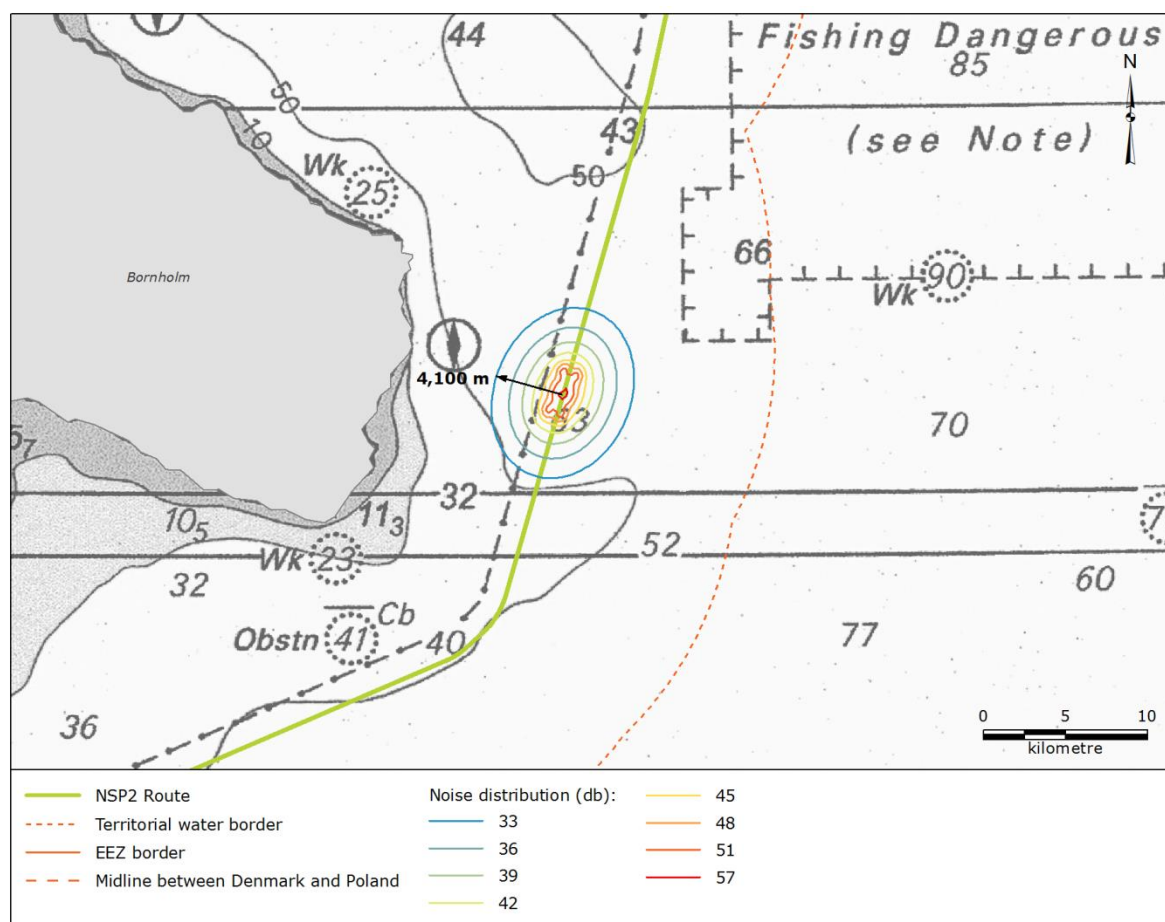 44
Fishing Dangerous
85
N
50
43
(see Note)
10
Wk 25
50
66
Wk 90
Bornholm
4,100 m
53
70
32
10₅
11₃
Wk 23
52
32
60
Cb
Obstn 41
40
77
36
0 5 10
kilometre
NSP2 Route
Territorial water border
EEZ border
Midline between Denmark and Poland
Noise distribution (db):
33
36
39
42
45
48
51
57